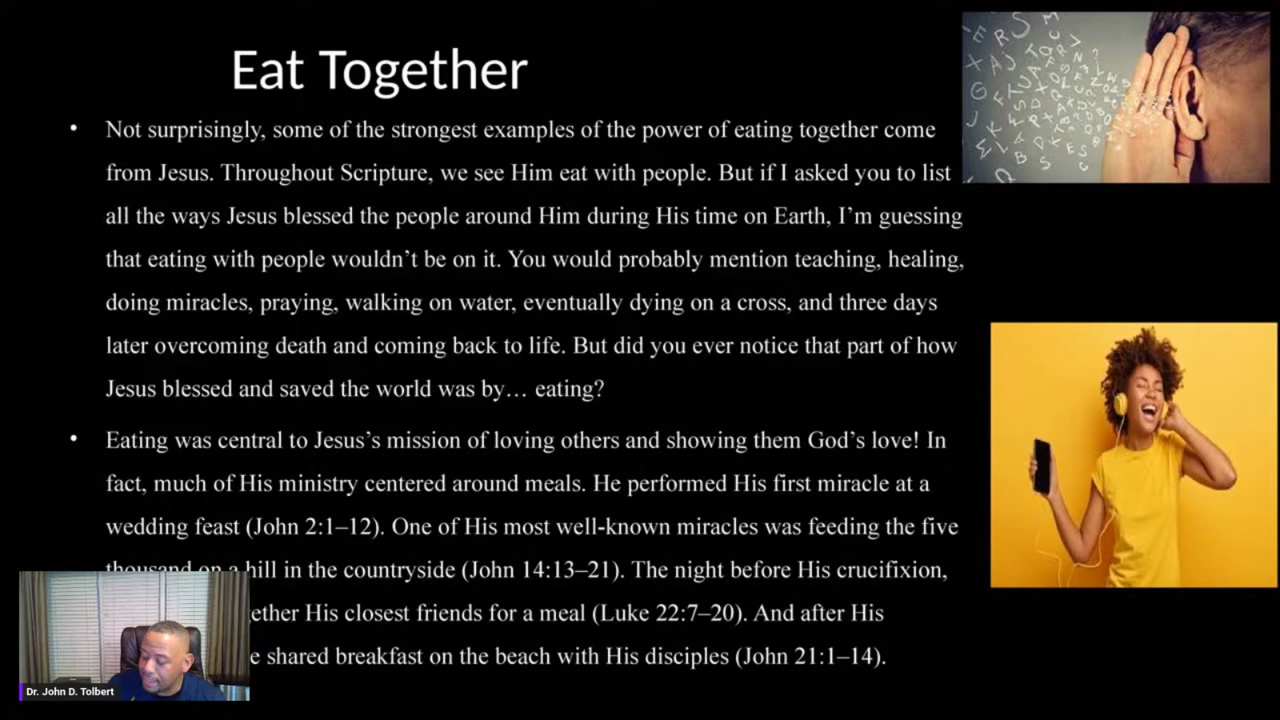 Eat Together
• Not surprisingly, some of the strongest examples of the power of eating together come
from Jesus. Throughout Scripture, we see Him eat with people. But if I asked you to list
all the ways Jesus blessed the people around Him during His time on Earth, I’m guessing
that eating with people wouldn’t be on it. You would probably mention teaching, healing,
doing miracles, praying, walking on water, eventually dying on a cross, and three days
later overcoming death and coming back to life. But did you ever notice that part of how
Jesus blessed and saved the world was by… eating?
• Eating was central to Jesus’s mission of loving others and showing them God’s love! In
fact, much of His ministry centered around meals. He performed His first miracle at a
wedding feast (John 2:1–12). One of His most well-known miracles was feeding the five
thousand on a hill in the countryside (John 14:13–21). The night before His crucifixion,
ether His closest friends for a meal (Luke 22:7–20). And after His
e shared breakfast on the beach with His disciples (John 21:1–14).
Dr. John D. Tolbert